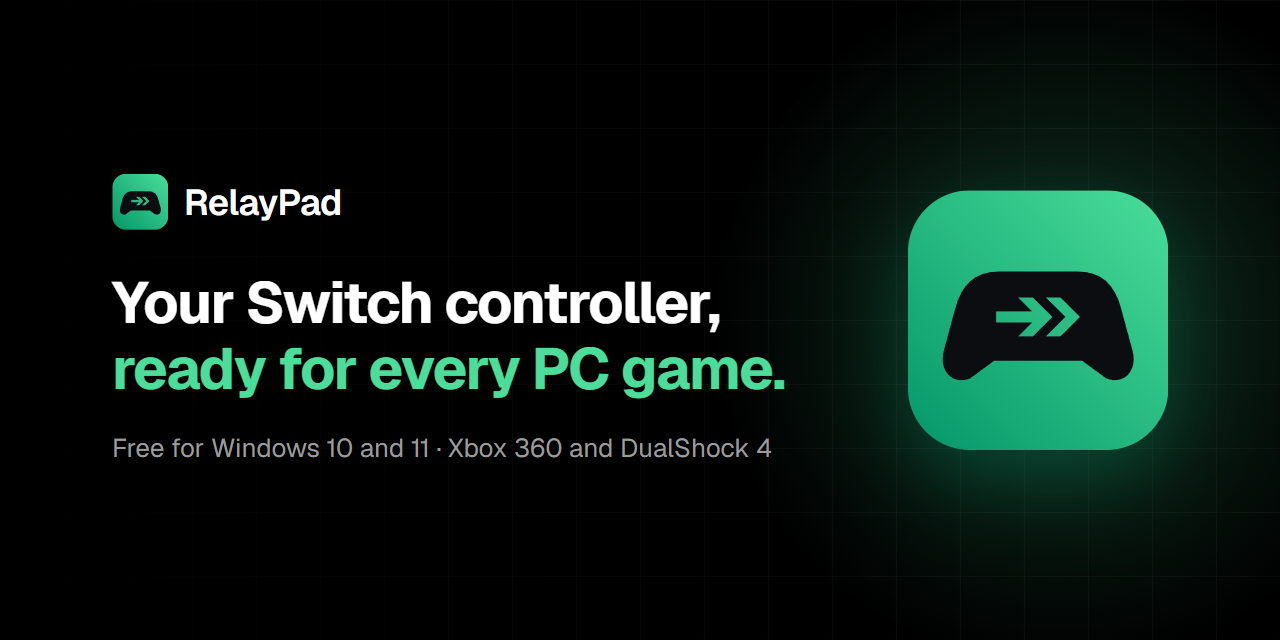 RelayPad
Your Switch controller,
ready for every PC game.
Free for Windows 10 and 11 · Xbox 360 and DualShock 4